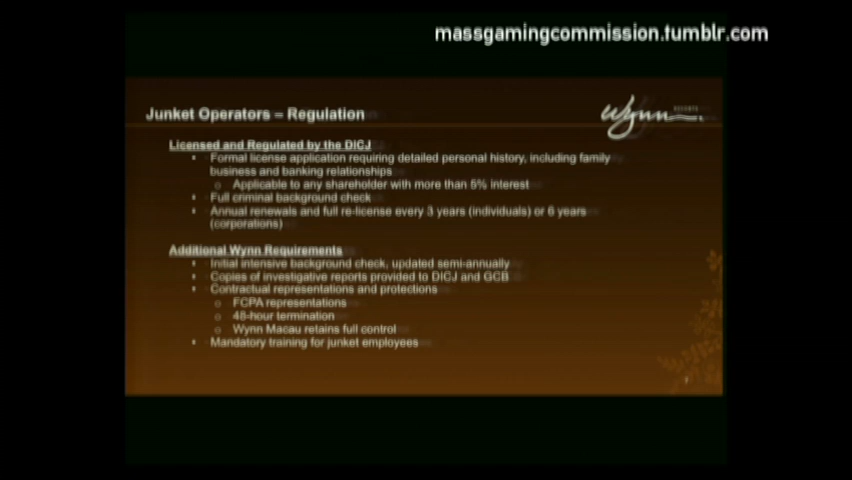 massgamingcommission.tumblr.com
Junket Operators – Regulation
Wynn
Licensed and Regulated by the DICJ
▪ Formal license application requiring detailed personal history, including family
business and banking relationships
o Applicable to any shareholder with more than 5% interest
▪ Full criminal background check
▪ Annual renewals and full re-license every 3 years (individuals) or 6 years
(corporations)
Additional Wynn Requirements
▪ Initial intensive background check, updated semi-annually
▪ Copies of investigative reports provided to DICJ and GCB
▪ Contractual representations and protections
o FCPA representations
o 48-hour termination
o Wynn Macau retains full control
▪ Mandatory training for junket employees